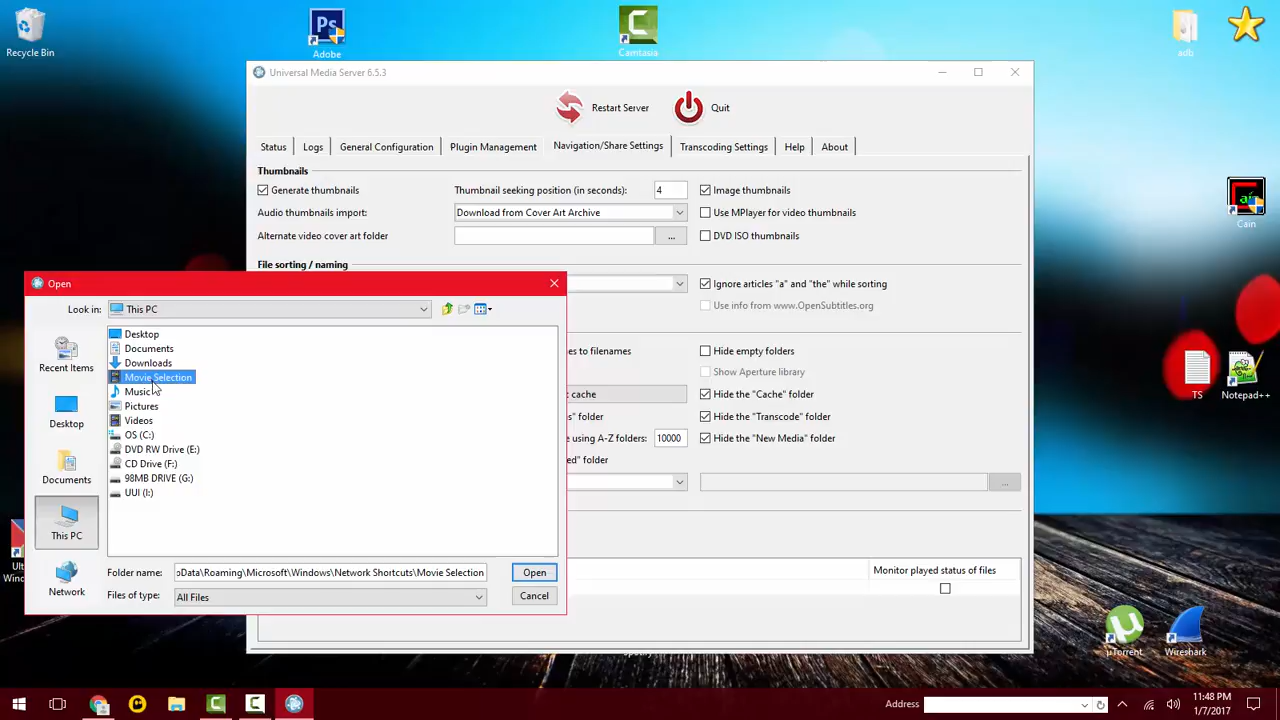 Recycle Bin
Ps
Adobe
Camtasia
adb
Universal Media Server 6.5.3
Restart Server
Quit
Status
Logs
General Configuration
Plugin Management
Navigation/Share Settings
Transcoding Settings
Help
About
Thumbnails
Generate thumbnails
Thumbnail seeking position (in seconds):
4
Image thumbnails
Audio thumbnails import:
Download from Cover Art Archive
Use MPlayer for video thumbnails
Alternate video cover art folder
...
DVD ISO thumbnails
Cain
File sorting / naming
Ignore articles "a" and "the" while sorting
Use info from www.OpenSubtitles.org
es to filenames
Hide empty folders
Show Aperture library
t cache
Hide the "Cache" folder
s" folder
Hide the "Transcode" folder
e using A-Z folders:
10000
Hide the "New Media" folder
ed" folder
...
Monitor played status of files
TS
Notepad++
Open
Look in:
This PC
Recent Items
Desktop
Documents
This PC
Network
Desktop
Documents
Downloads
Movie Selection
Music
Pictures
Videos
OS (C:)
DVD RW Drive (E:)
CD Drive (F:)
98MB DRIVE (G:)
UUI (I:)
Folder name:
oData\Roaming\Microsoft\Windows\Network Shortcuts\Movie Selection
Open
Files of type:
All Files
Cancel
Ult
Wind
µTorrent
Wireshark
Address
11:48 PM
1/7/2017